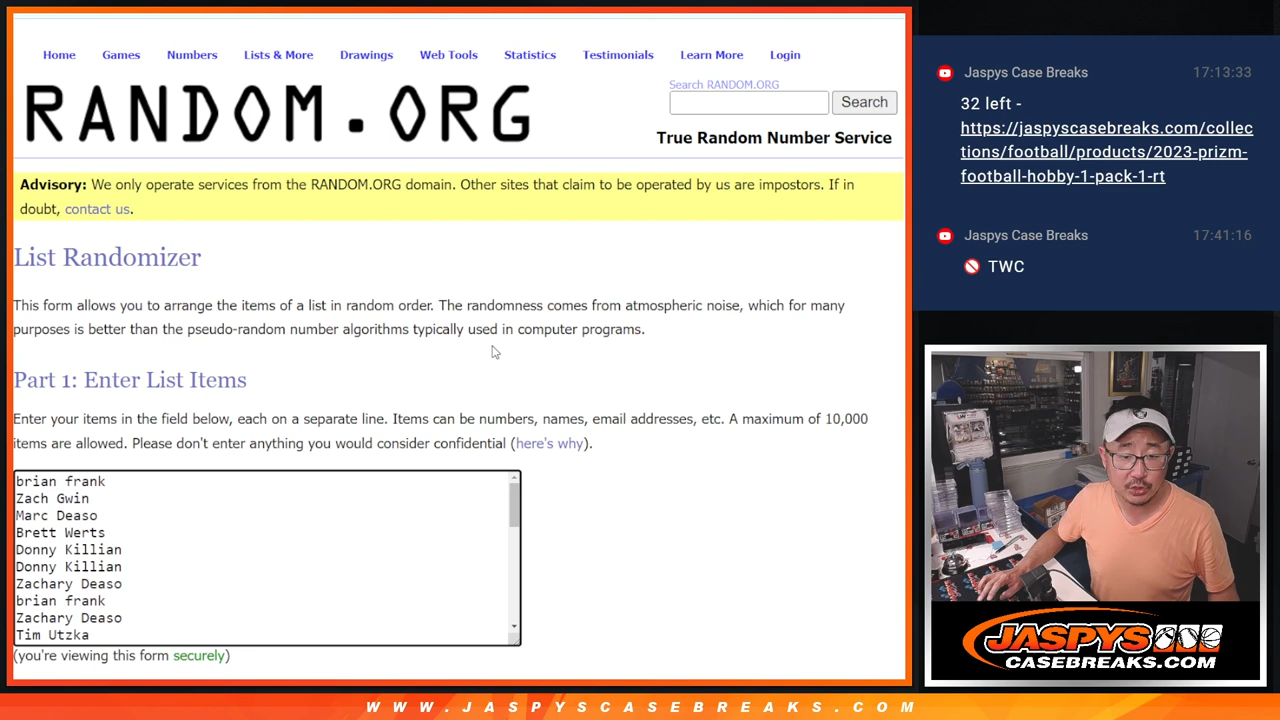 Home Games Numbers Lists & More Drawings Web Tools Statistics Testimonials Learn More Login
RANDOM.ORG
Search RANDOM.ORG
Search
True Random Number Service
Advisory: We only operate services from the RANDOM.ORG domain. Other sites that claim to be operated by us are impostors. If in
doubt, contact us.
List Randomizer
This form allows you to arrange the items of a list in random order. The randomness comes from atmospheric noise, which for many
purposes is better than the pseudo-random number algorithms typically used in computer programs.
Part 1: Enter List Items
Enter your items in the field below, each on a separate line. Items can be numbers, names, email addresses, etc. A maximum of 10,000
items are allowed. Please don't enter anything you would consider confidential (here's why).
brian frank
Zach Gwin
Marc Deaso
Brett Werts
Donny Killian
Donny Killian
Zachary Deaso
brian frank
Zachary Deaso
Tim Utzka
(you're viewing this form securely)
Jaspys Case Breaks 17:13:33
32 left -
https://jaspyscasebreaks.com/collec
tions/football/products/2023-prizm-
football-hobby-1-pack-1-rt
Jaspys Case Breaks 17:41:16
TWC
JASPYS
CASEBREAKS.COM
WWW.JASPYSCASEBREAKS.COM